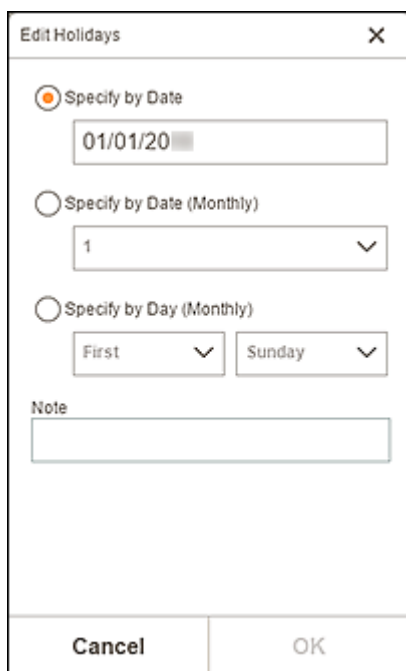 Edit Holidays
Specify by Date
01/01/20
Specify by Date (Monthly)
1
Specify by Day (Monthly)
First Sunday
Note
Cancel OK